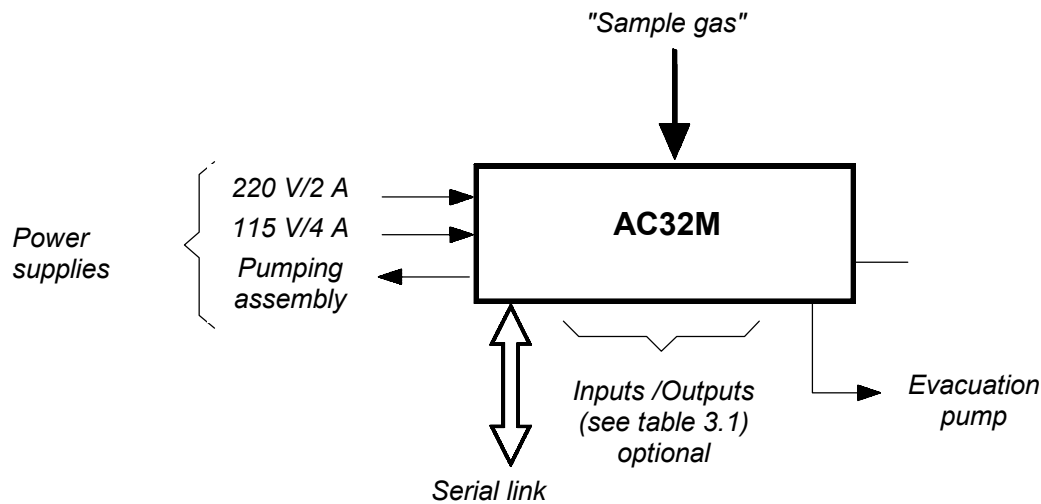 "Sample gas"
220 V/2 A
115 V/4 A
AC32M
Power
supplies
Pumping
assembly
Inputs /Outputs
(see table 3.1)
optional
Evacuation
pump
Serial link